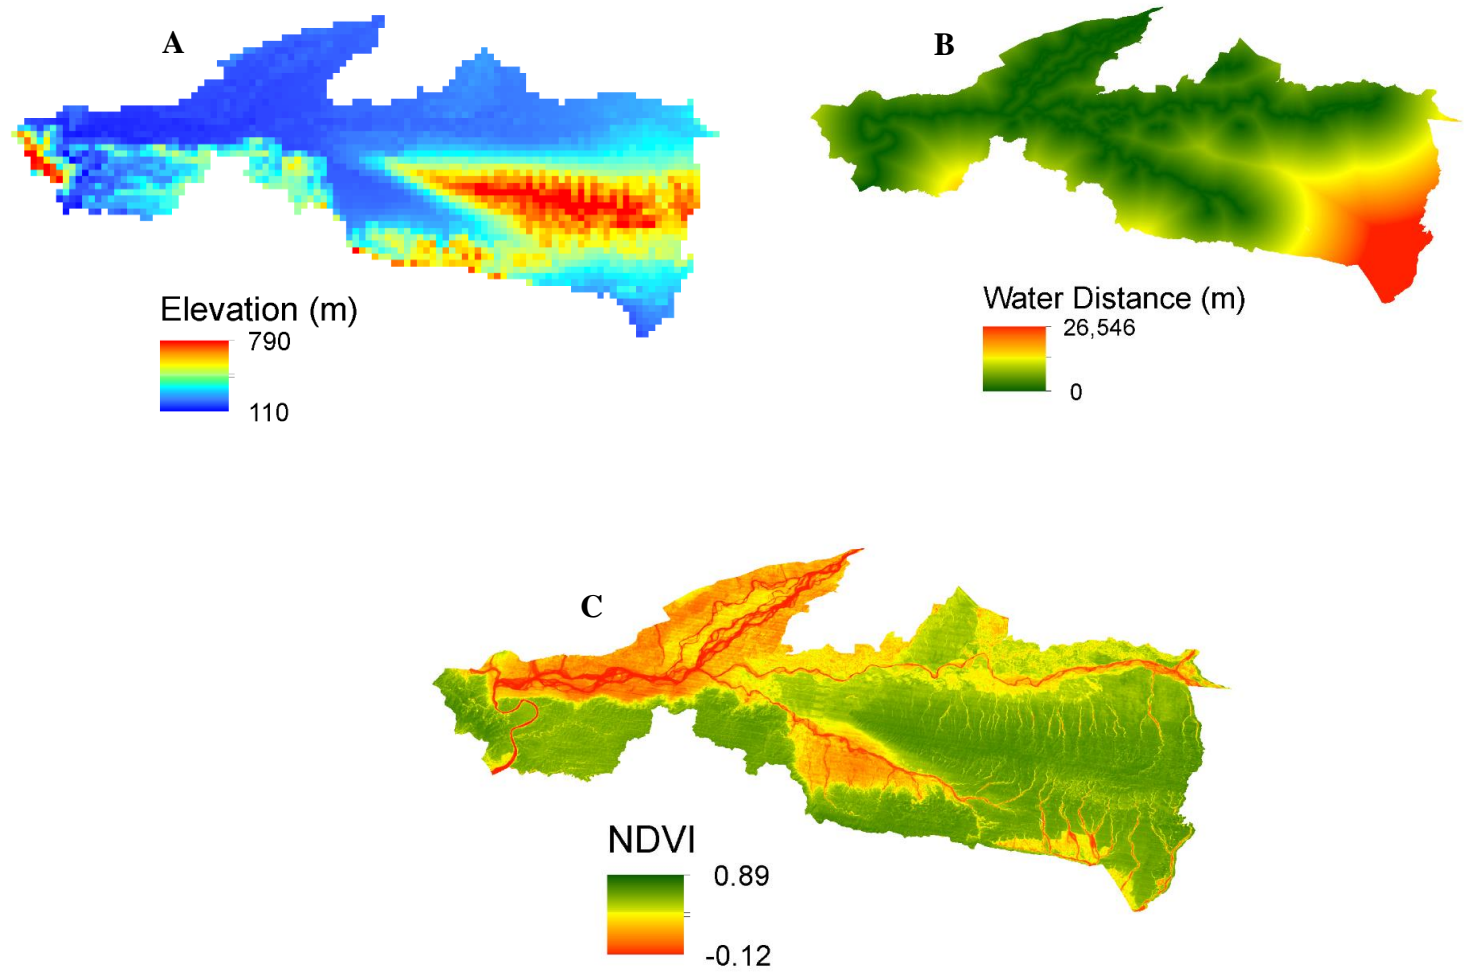 A
B
Elevation (m)
790
110
Water Distance (m)
26,546
0
C
NDVI
0.89
-0.12